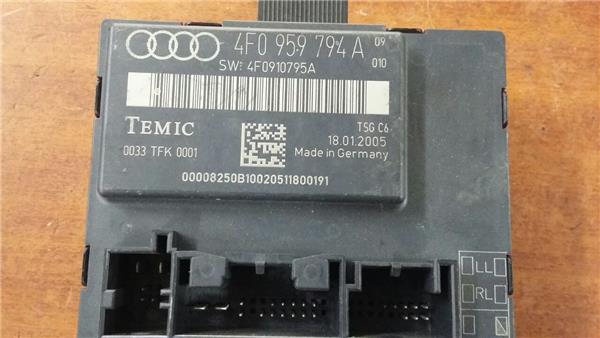 4F0 959 794 A 09
010
SW: 4F0910795A
TEMIC
TSG C6
18.01.2005
0033 TFK 0001
Made in Germany
00008250B10020511800191
LL
RL